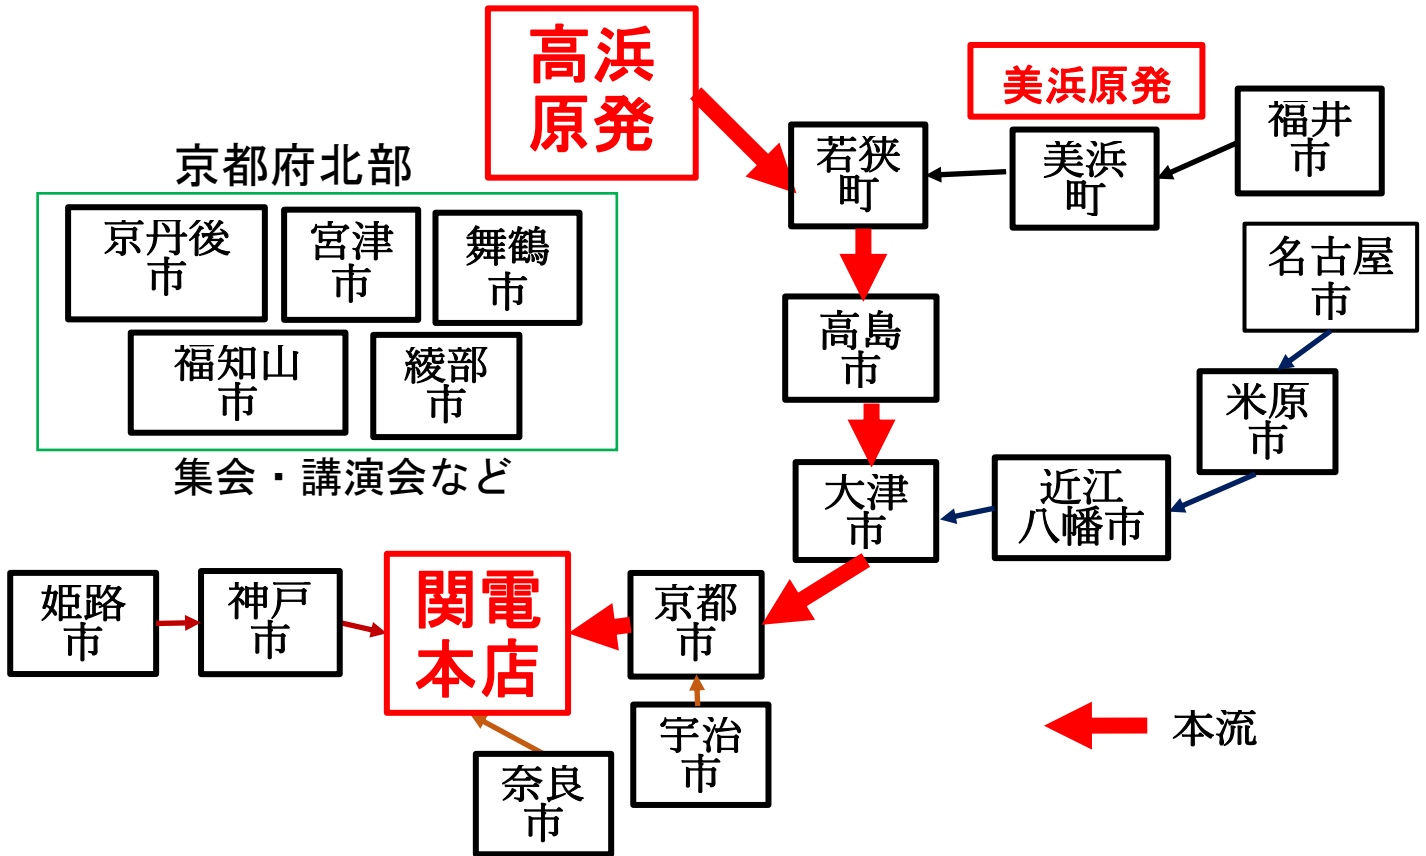 高浜
原発
美浜原発
福井
市
若狭
町
美浜
町
京都府北部
京丹後
市
宮津
市
舞鶴
市
福知山
市
綾部
市
集会・講演会など
名古屋
市
高島
市
米原
市
大津
市
近江
八幡市
姫路
市
神戸
市
関電
本店
京都
市
宇治
市
奈良
市
本流